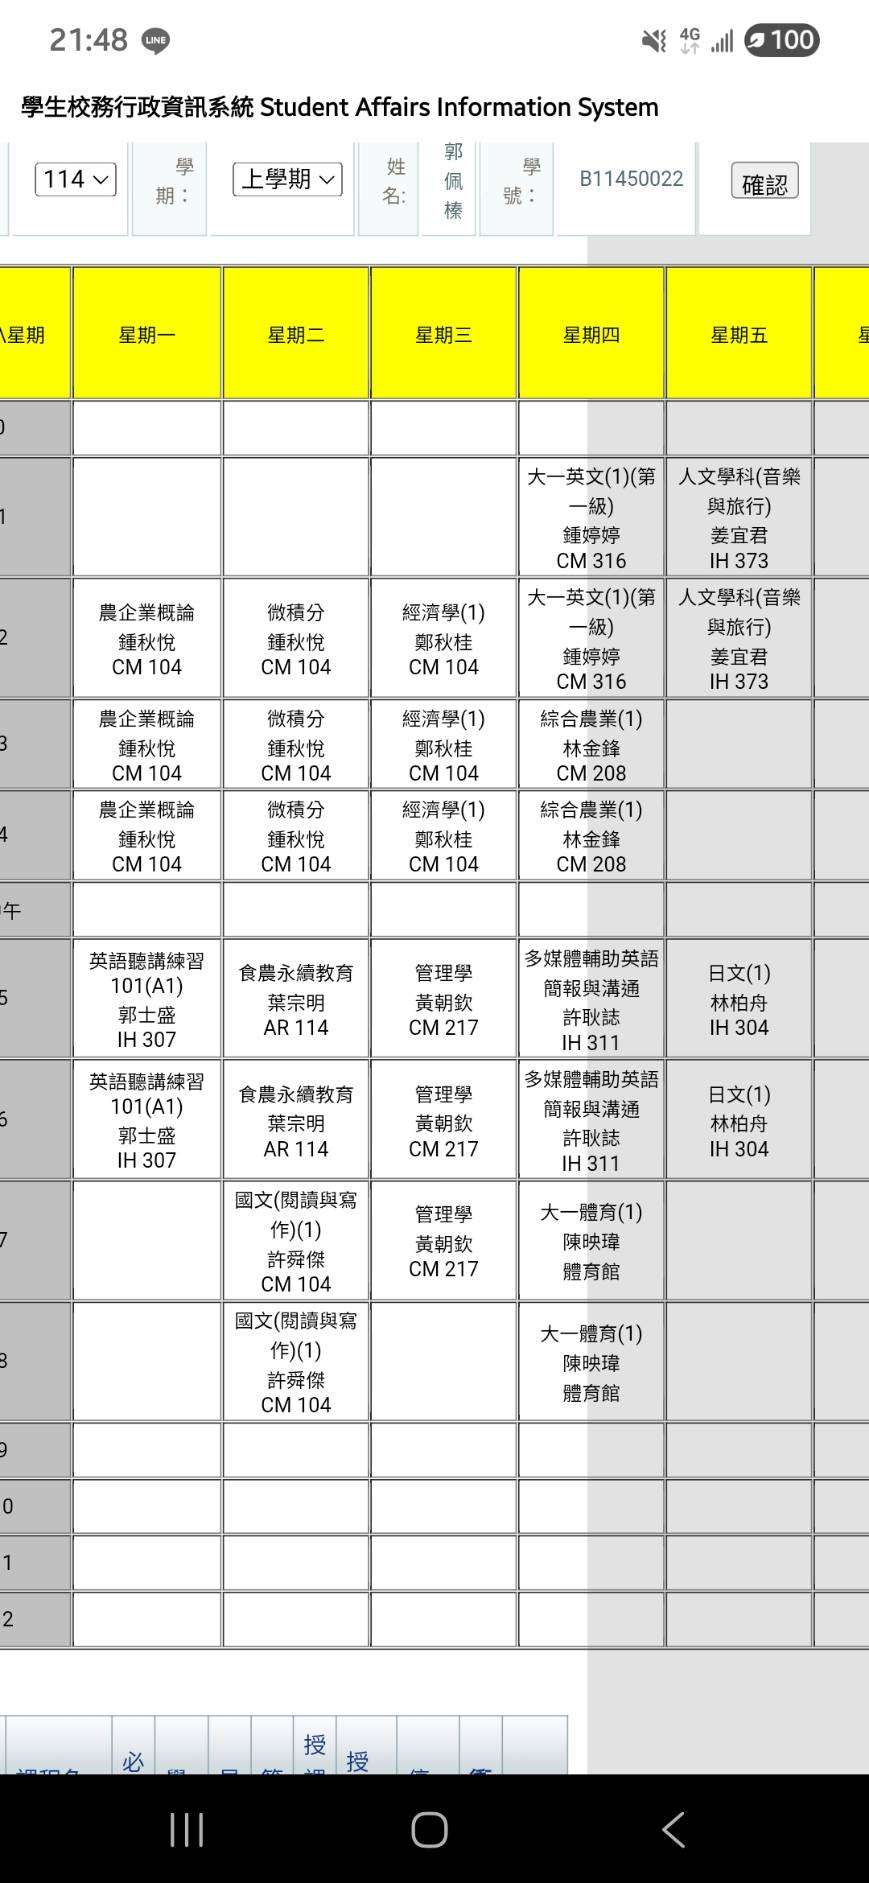 21:48 LINE 4G 100
學生校務行政資訊系統 Student Affairs Information System
114 學期： 上學期 姓名: 郭佩榛 學號： B11450022 確認
\星期 星期一 星期二 星期三 星期四 星期五 星
0
1
大一英文(1)(第
一級)
鍾婷婷
CM 316
人文學科(音樂
與旅行)
姜宜君
IH 373
2
農企業概論
鍾秋悅
CM 104
微積分
鍾秋悅
CM 104
經濟學(1)
鄭秋桂
CM 104
大一英文(1)(第
一級)
鍾婷婷
CM 316
人文學科(音樂
與旅行)
姜宜君
IH 373
3
農企業概論
鍾秋悅
CM 104
微積分
鍾秋悅
CM 104
經濟學(1)
鄭秋桂
CM 104
綜合農業(1)
林金鋒
CM 208
4
農企業概論
鍾秋悅
CM 104
微積分
鍾秋悅
CM 104
經濟學(1)
鄭秋桂
CM 104
綜合農業(1)
林金鋒
CM 208
午
5
英語聽講練習
101(A1)
郭士盛
IH 307
食農永續教育
葉宗明
AR 114
管理學
黃朝欽
CM 217
多媒體輔助英語
簡報與溝通
許耿誌
IH 311
日文(1)
林柏舟
IH 304
6
英語聽講練習
101(A1)
郭士盛
IH 307
食農永續教育
葉宗明
AR 114
管理學
黃朝欽
CM 217
多媒體輔助英語
簡報與溝通
許耿誌
IH 311
日文(1)
林柏舟
IH 304
7
國文(閱讀與寫
作)(1)
許舜傑
CM 104
管理學
黃朝欽
CM 217
大一體育(1)
陳映瑋
體育館
8
國文(閱讀與寫
作)(1)
許舜傑
CM 104
大一體育(1)
陳映瑋
體育館
9
0
1
2
必 授 授